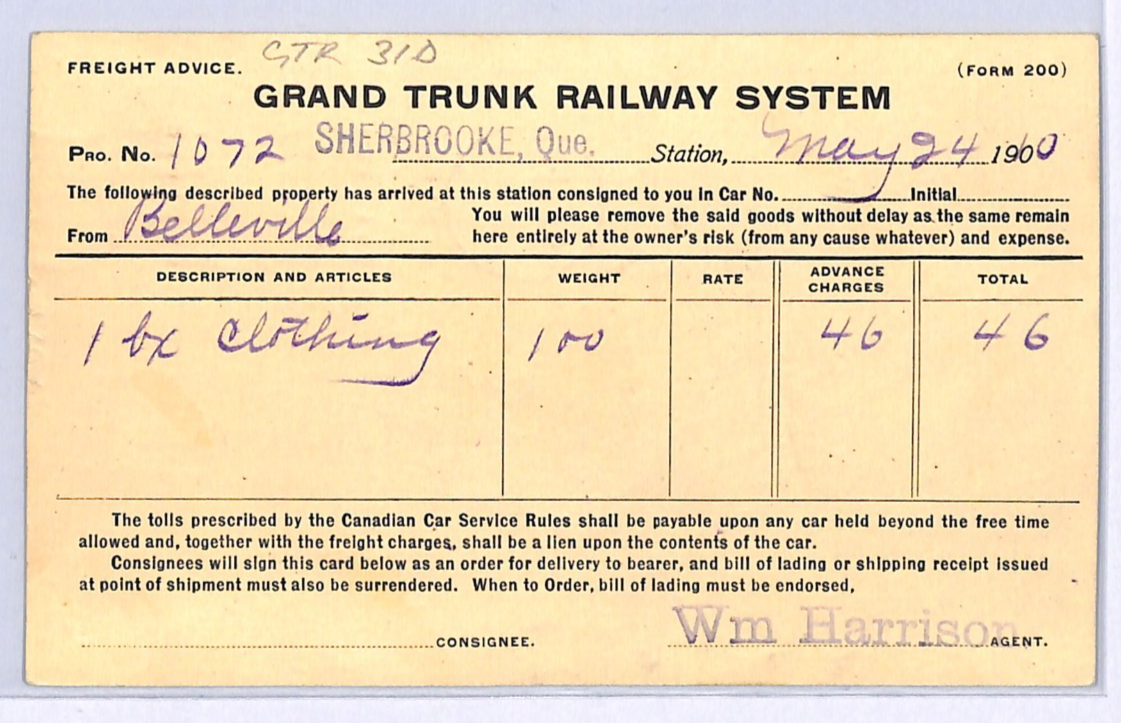 GTR 31D
FREIGHT ADVICE. (FORM 200)
GRAND TRUNK RAILWAY SYSTEM
PRO. NO. 1072 SHERBROOKE, Que. Station, May 24 1900
The following described property has arrived at this station consigned to you in Car No. Initial
From Belleville You will please remove the said goods without delay as the same remain
here entirely at the owner's risk (from any cause whatever) and expense.
DESCRIPTION AND ARTICLES WEIGHT RATE ADVANCE CHARGES TOTAL
1 bx Clothing 100 46 46
The tolls prescribed by the Canadian Car Service Rules shall be payable upon any car held beyond the free time
allowed and, together with the freight charges, shall be a lien upon the contents of the car.
Consignees will sign this card below as an order for delivery to bearer, and bill of lading or shipping receipt issued
at point of shipment must also be surrendered. When to Order, bill of lading must be endorsed,
CONSIGNEE. Wm Harrison AGENT.